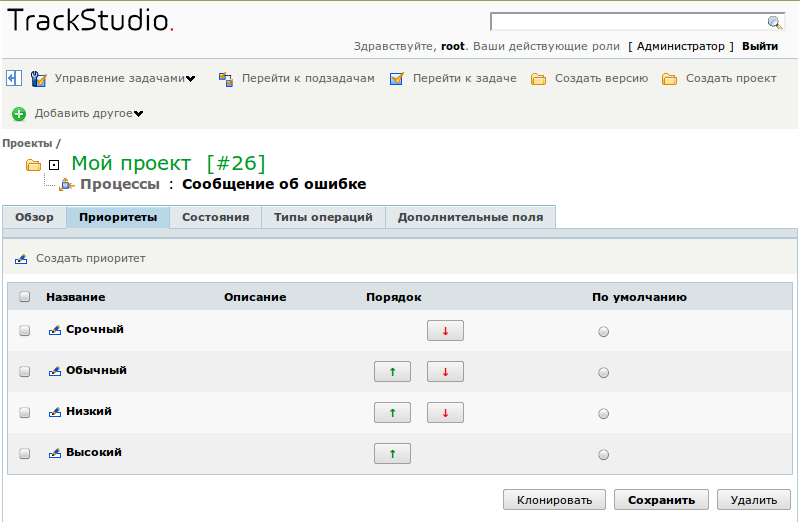 TrackStudio.
Здравствуйте, root. Ваши действующие роли [ Администратор ] Выйти
Управление задачами Перейти к подзадачам Перейти к задаче Создать версию Создать проект
Добавить другое
Проекты /
Мой проект [#26]
Процессы : Сообщение об ошибке
Обзор Приоритеты Состояния Типы операций Дополнительные поля
Создать приоритет
Название Описание Порядок По умолчанию
Срочный ↓
Обычный ↑ ↓
Низкий ↑ ↓
Высокий ↑
Клонировать Сохранить Удалить